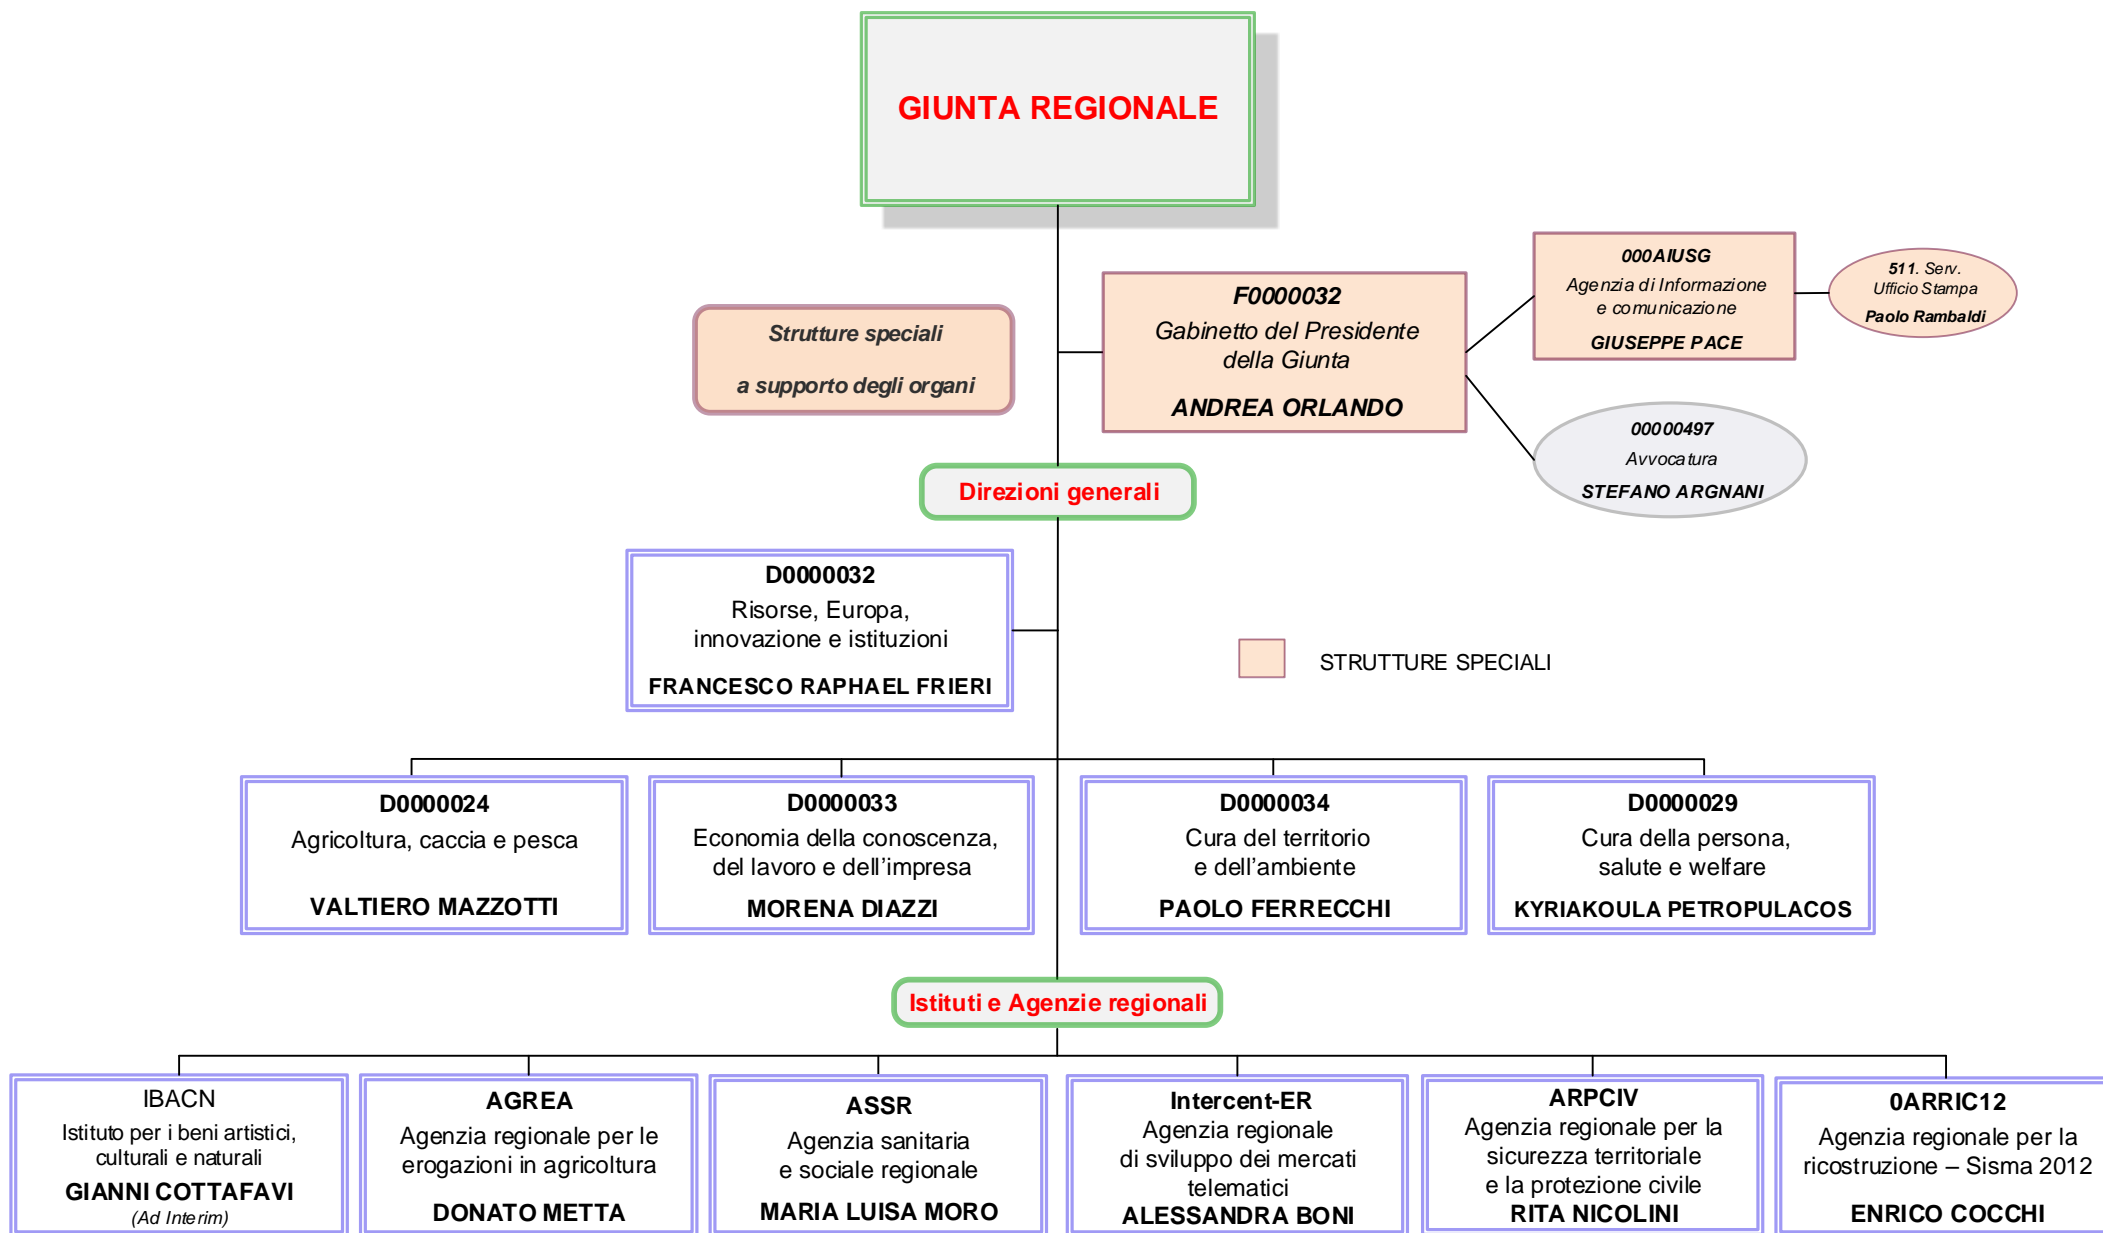 GIUNTA REGIONALE
000AIUSG
Agenzia di Informazione
e comunicazione
GIUSEPPE PACE
511. Serv.
Ufficio Stampa
Paolo Rambaldi
Strutture speciali
a supporto degli organi
F0000032
Gabinetto del Presidente
della Giunta
ANDREA ORLANDO
00000497
Avvocatura
STEFANO ARGNANI
Direzioni generali
D0000032
Risorse, Europa,
innovazione e istituzioni
FRANCESCO RAPHAEL FRIERI
STRUTTURE SPECIALI
D0000024
Agricoltura, caccia e pesca
VALTIERO MAZZOTTI
D0000033
Economia della conoscenza,
del lavoro e dell’impresa
MORENA DIAZZI
D0000034
Cura del territorio
e dell’ambiente
PAOLO FERRECCHI
D0000029
Cura della persona,
salute e welfare
KYRIAKOULA PETROPULACOS
Istituti e Agenzie regionali
IBACN
Istituto per i beni artistici,
culturali e naturali
GIANNI COTTAFAVI
(Ad Interim)
AGREA
Agenzia regionale per le
erogazioni in agricoltura
DONATO METTA
ASSR
Agenzia sanitaria
e sociale regionale
MARIA LUISA MORO
Intercent-ER
Agenzia regionale
di sviluppo dei mercati
telematici
ALESSANDRA BONI
ARPCIV
Agenzia regionale per la
sicurezza territoriale
e la protezione civile
RITA NICOLINI
0ARRIC12
Agenzia regionale per la
ricostruzione – Sisma 2012
ENRICO COCCHI